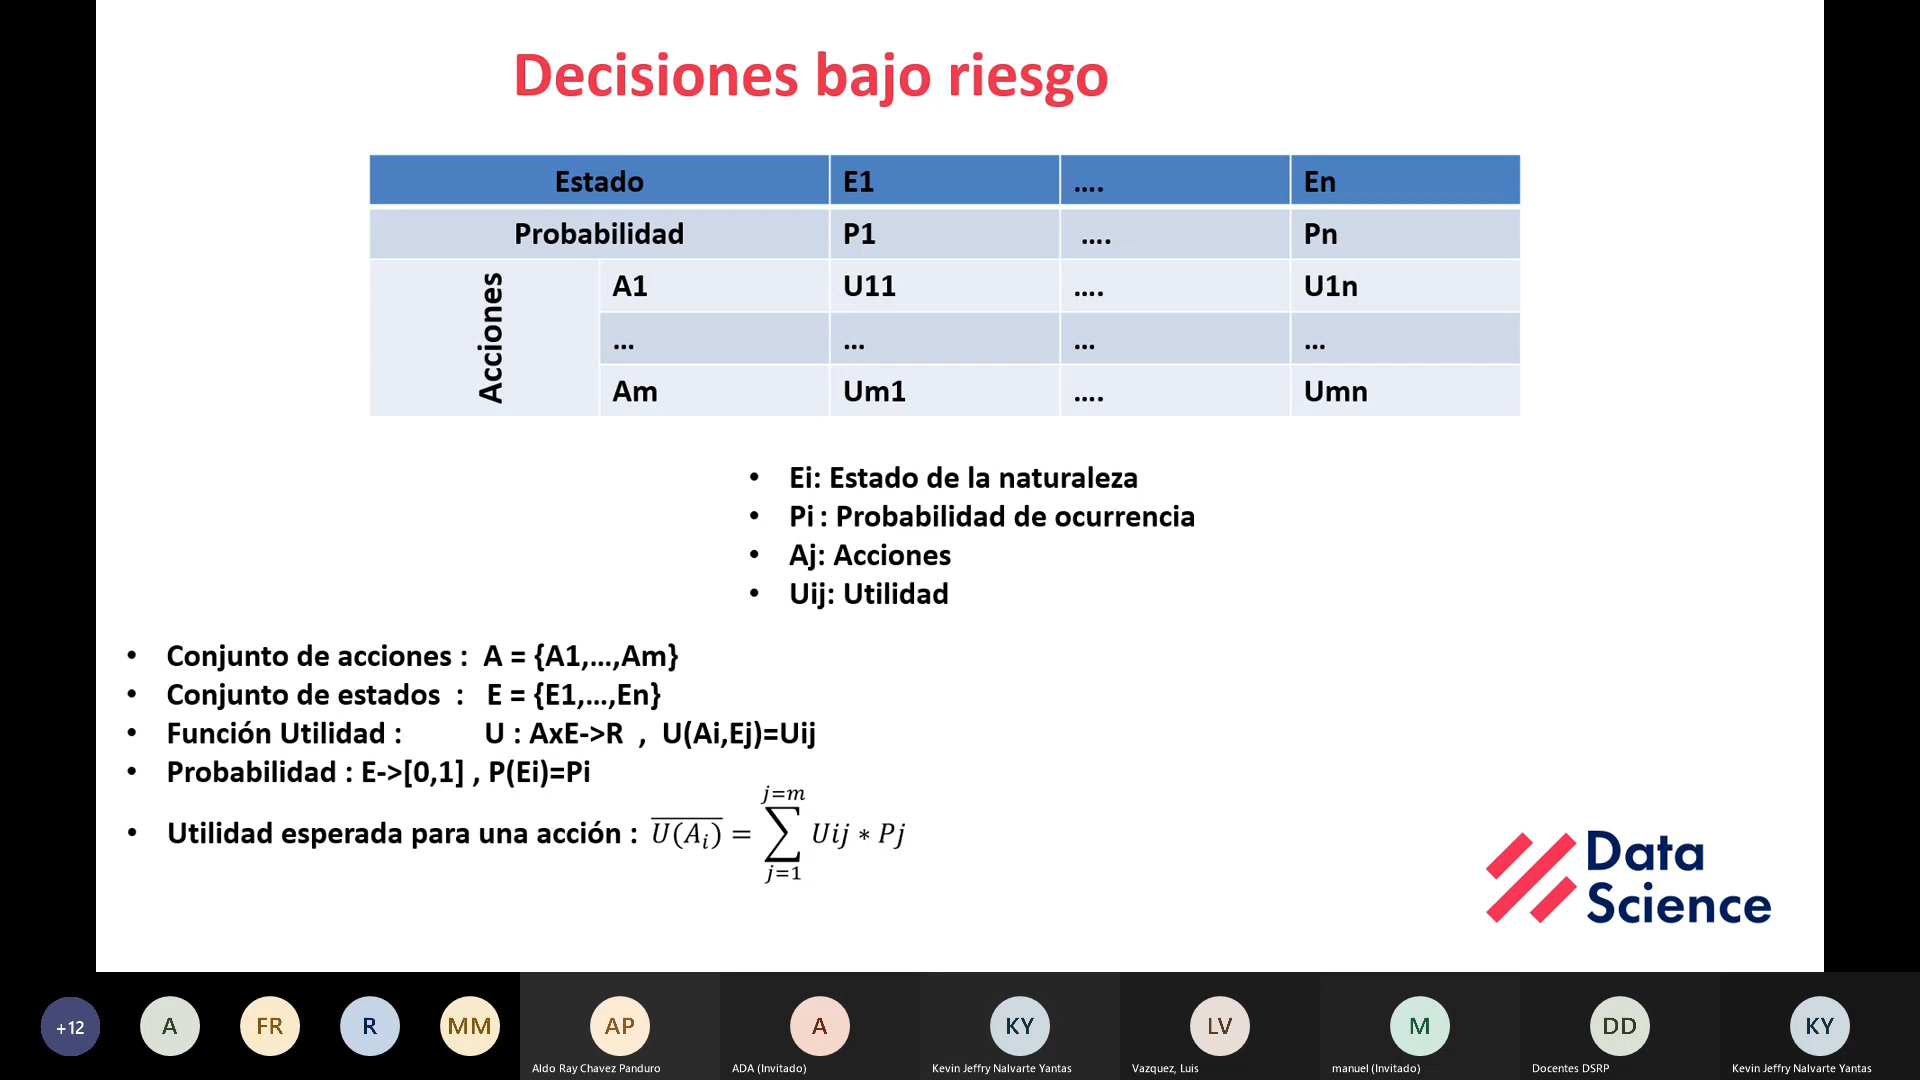 Decisiones bajo riesgo
Estado E1 .... En
Probabilidad P1 .... Pn
Acciones
A1 U11 .... U1n
... ... ... ...
Am Um1 .... Umn
• Ei: Estado de la naturaleza
• Pi : Probabilidad de ocurrencia
• Aj: Acciones
• Uij: Utilidad
• Conjunto de acciones : A = {A1,...,Am}
• Conjunto de estados : E = {E1,...,En}
• Función Utilidad : U : AxE->R , U(Ai,Ej)=Uij
• Probabilidad : E->[0,1] , P(Ei)=Pi
• Utilidad esperada para una acción : $\overline{U(A_i)} = \sum_{j=1}^{j=m} Uij * Pj$
Data
Science
+12 A FR R MM AP A KY LV M DD KY
Aldo Ray Chavez Panduro ADA (Invitado) Kevin Jeffry Nalvarte Yantas Vazquez, Luis manuel (Invitado) Docentes DSRP Kevin Jeffry Nalvarte Yantas